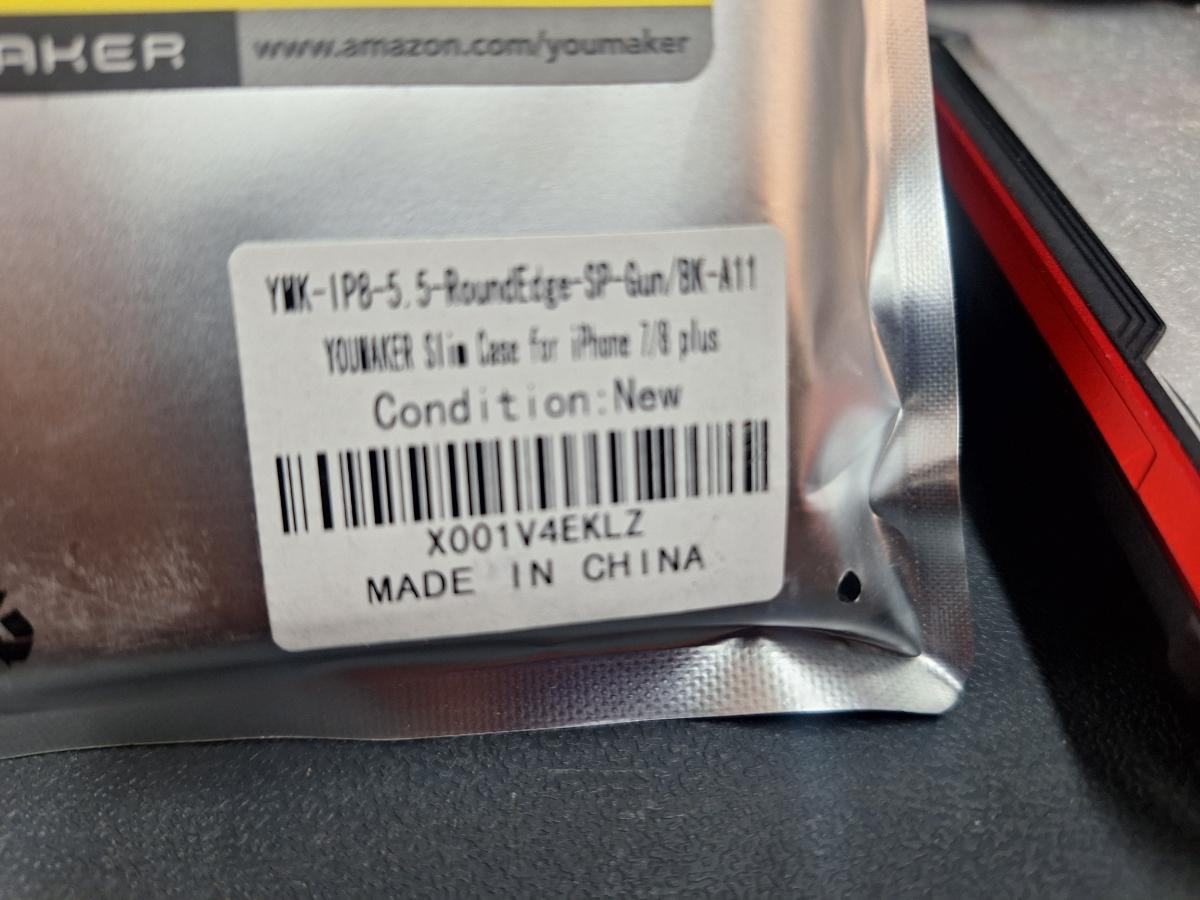 AKER www.amazon.com/youmaker
YMK-IP8-5.5-RoundEdge-SP-Gun/BK-A11
YOUMAKER Slim Case for iPhone 7/8 plus
Condition:New
X001V4EKLZ
MADE IN CHINA